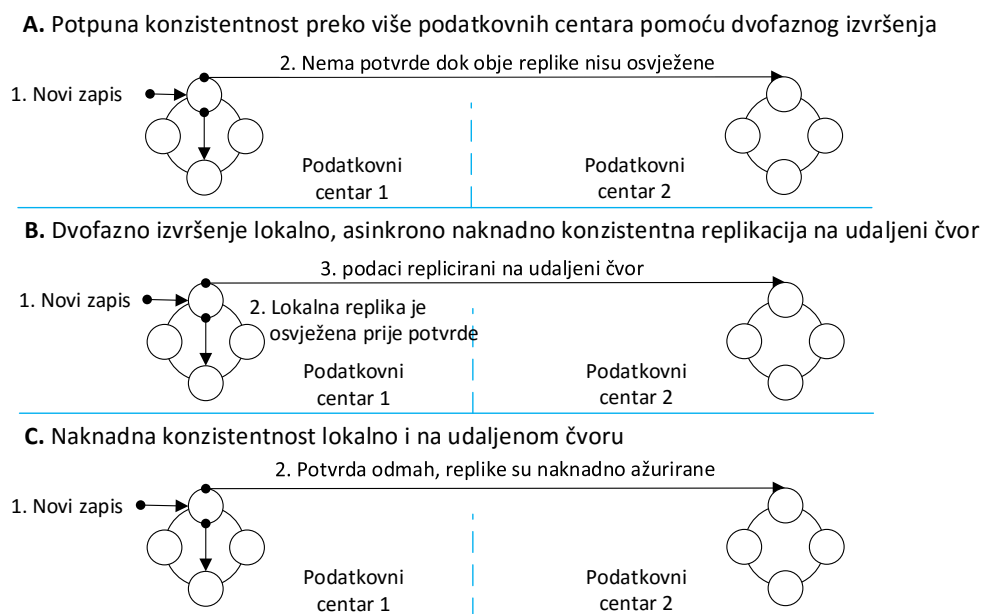 A. Potpuna konzistentnost preko više podatkovnih centara pomoću dvofaznog izvršenja
2. Nema potvrde dok obje replike nisu osvježene
1. Novi zapis
Podatkovni
centar 1
Podatkovni
centar 2
B. Dvofazno izvršenje lokalno, asinkrono naknadno konzistentna replikacija na udaljeni čvor
3. podaci replicirani na udaljeni čvor
1. Novi zapis
2. Lokalna replika je
osvježena prije potvrde
Podatkovni
centar 1
Podatkovni
centar 2
C. Naknadna konzistentnost lokalno i na udaljenom čvoru
2. Potvrda odmah, replike su naknadno ažurirane
1. Novi zapis
Podatkovni
centar 1
Podatkovni
centar 2